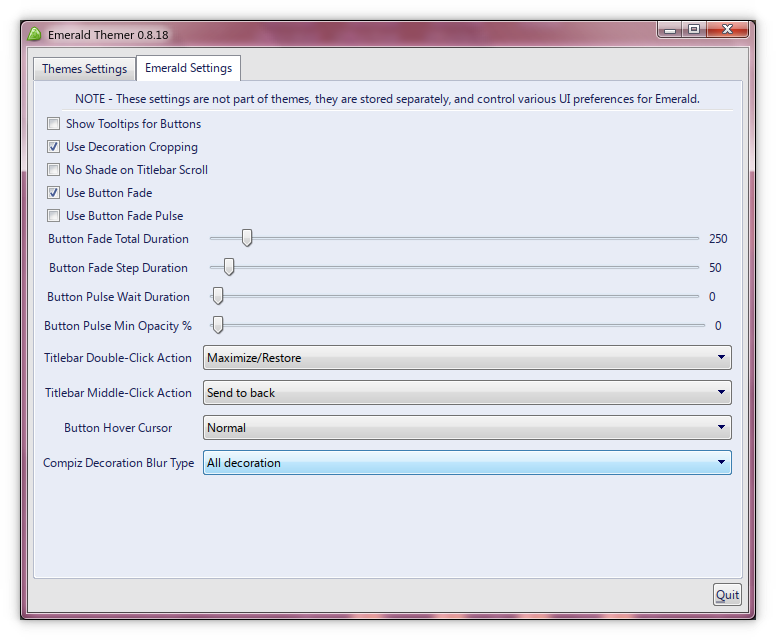 Emerald Themer 0.8.18
Themes Settings
Emerald Settings
NOTE - These settings are not part of themes, they are stored separately, and control various UI preferences for Emerald.
Show Tooltips for Buttons
Use Decoration Cropping
No Shade on Titlebar Scroll
Use Button Fade
Use Button Fade Pulse
Button Fade Total Duration 250
Button Fade Step Duration 50
Button Pulse Wait Duration 0
Button Pulse Min Opacity % 0
Titlebar Double-Click Action Maximize/Restore
Titlebar Middle-Click Action Send to back
Button Hover Cursor Normal
Compiz Decoration Blur Type All decoration
Quit